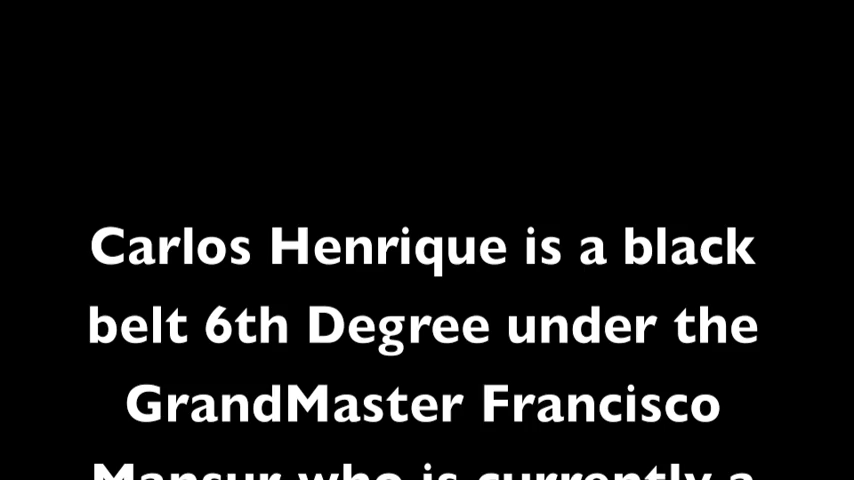 Carlos Henrique is a black
belt 6th Degree under the
GrandMaster Francisco
Mansur who is currently a